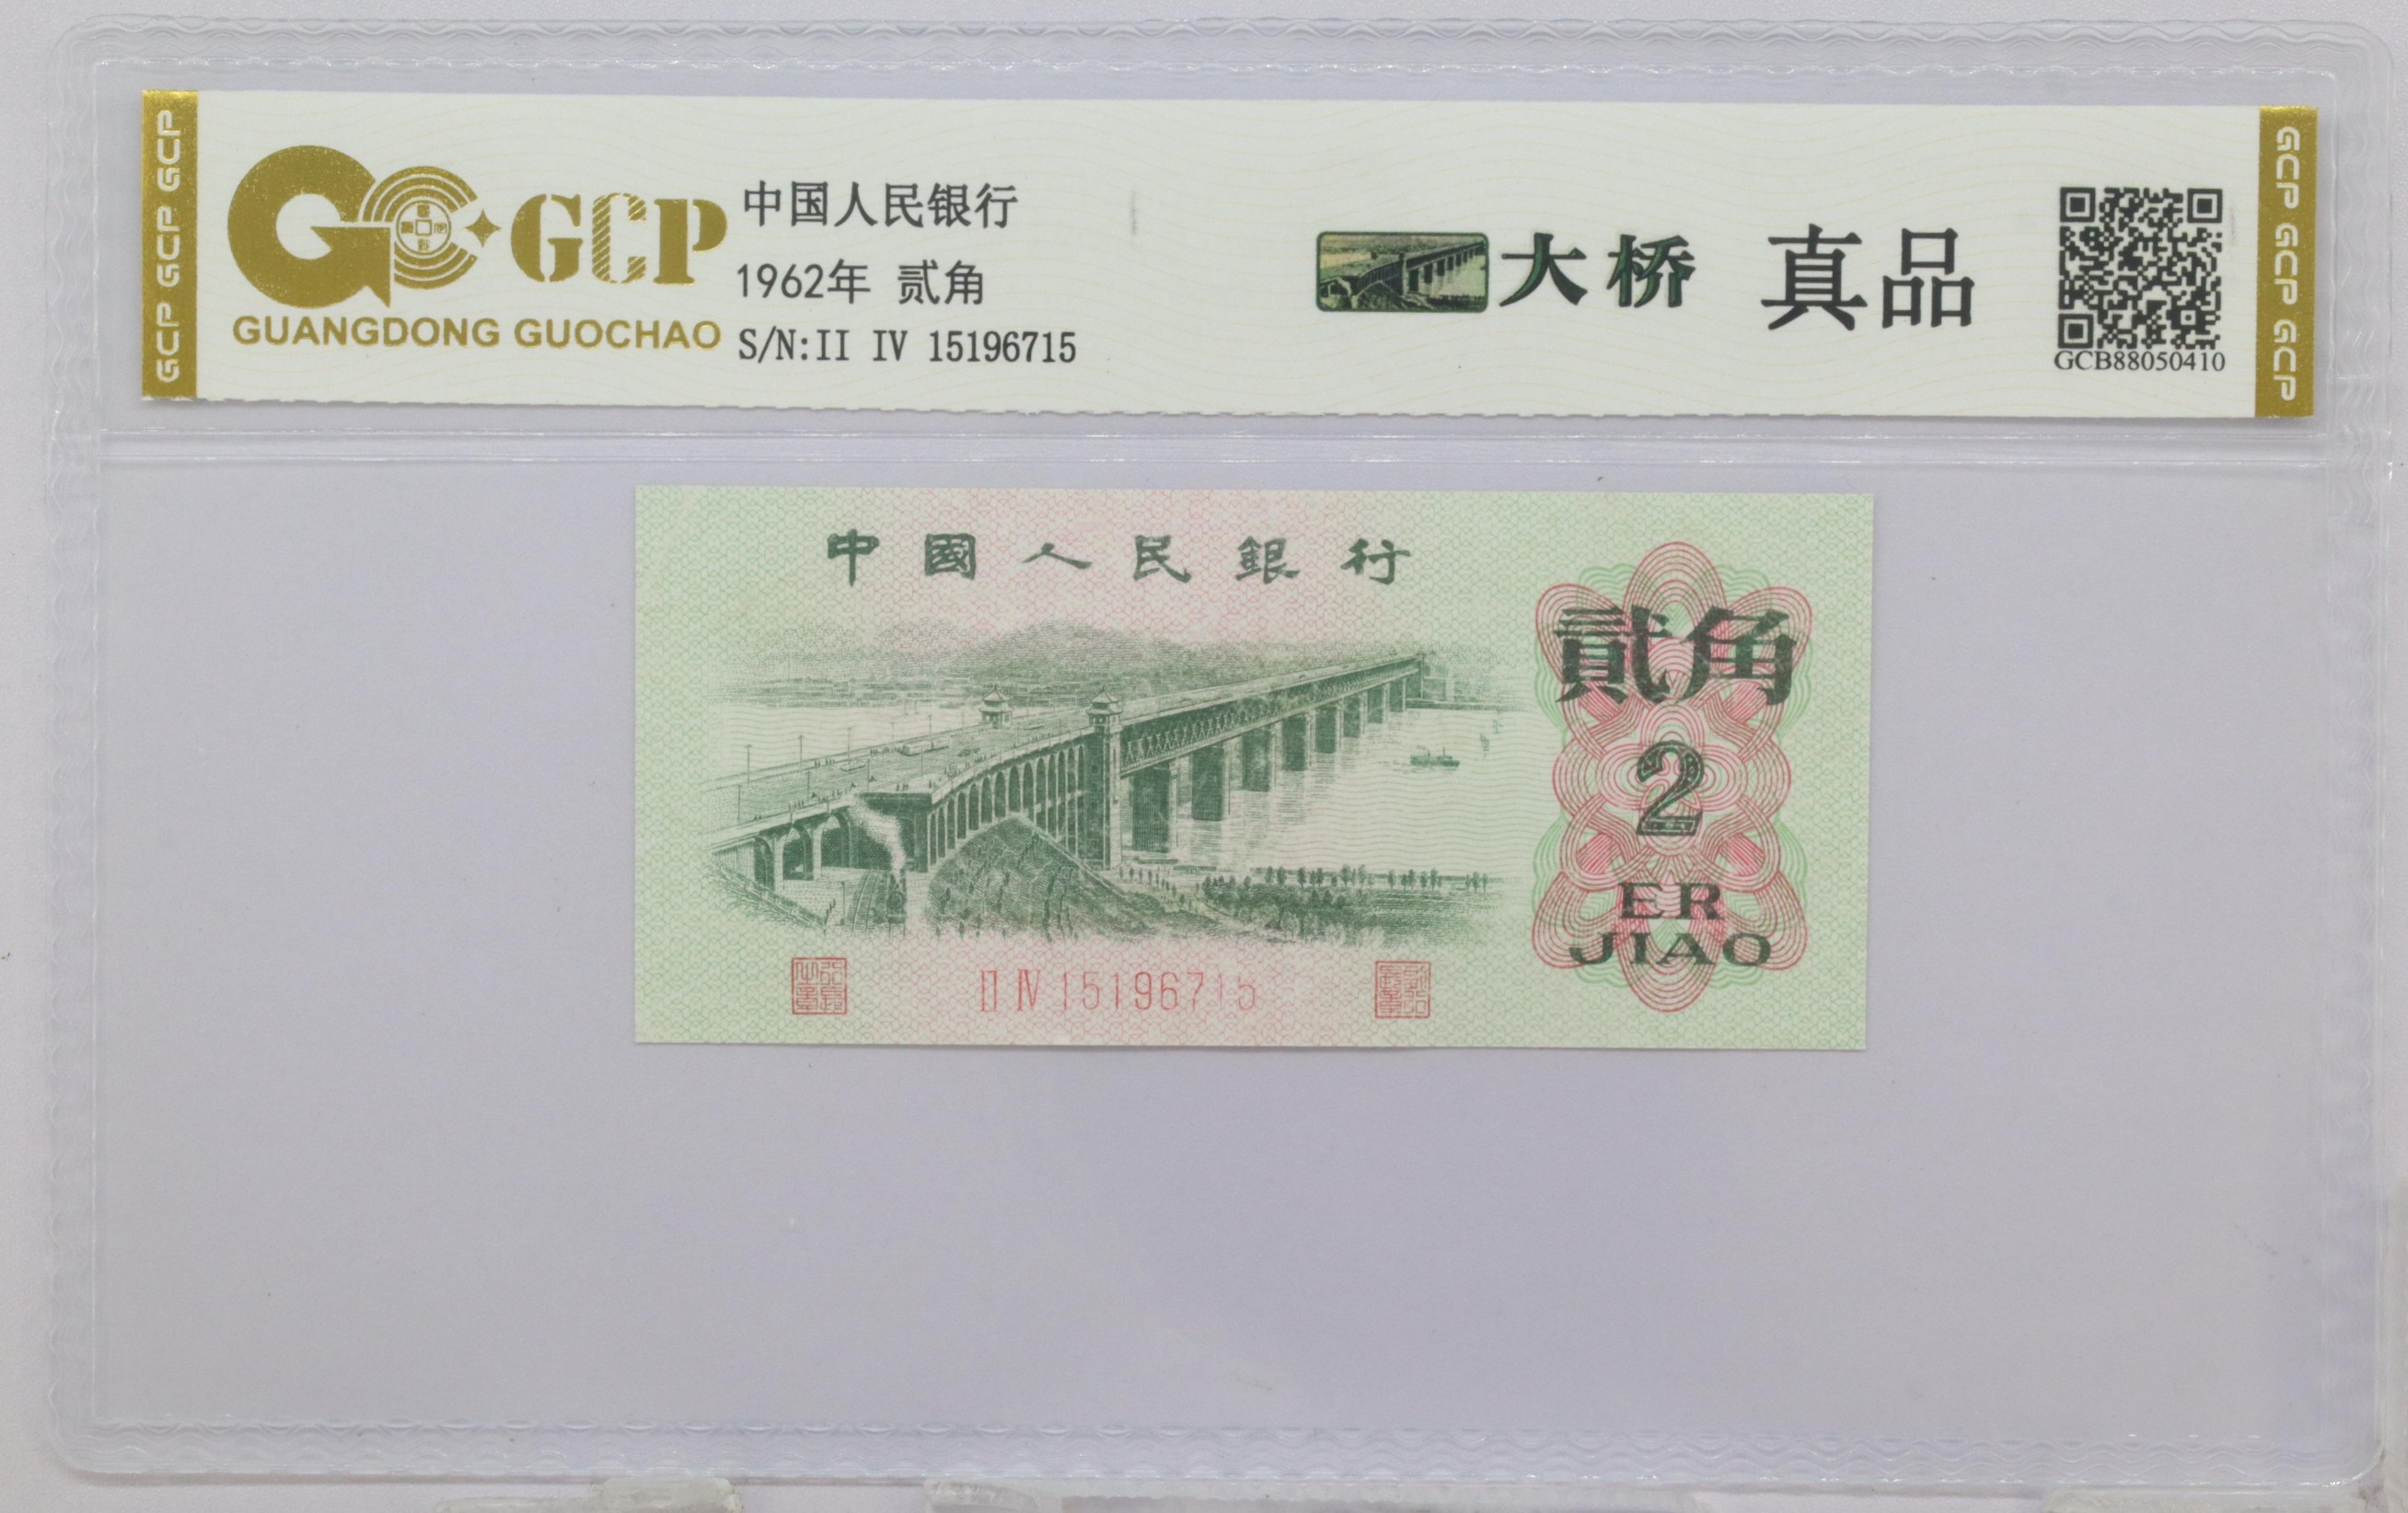 GCP GCP GCP
GCP
GUANGDONG GUOCHAO
中国人民银行
1962年 贰角
S/N:II IV 15196715
大桥 真品
GCB88050410
GCP GCP GCP
中國人民銀行
貳角
2
ER
JIAO
II IV 15196715